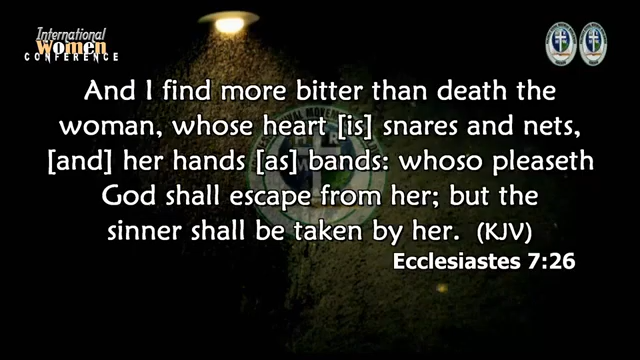 International
women
CONFERENCE
And I find more bitter than death the
woman, whose heart [is] snares and nets,
[and] her hands [as] bands: whoso pleaseth
God shall escape from her; but the
sinner shall be taken by her. (KJV)
Ecclesiastes 7:26